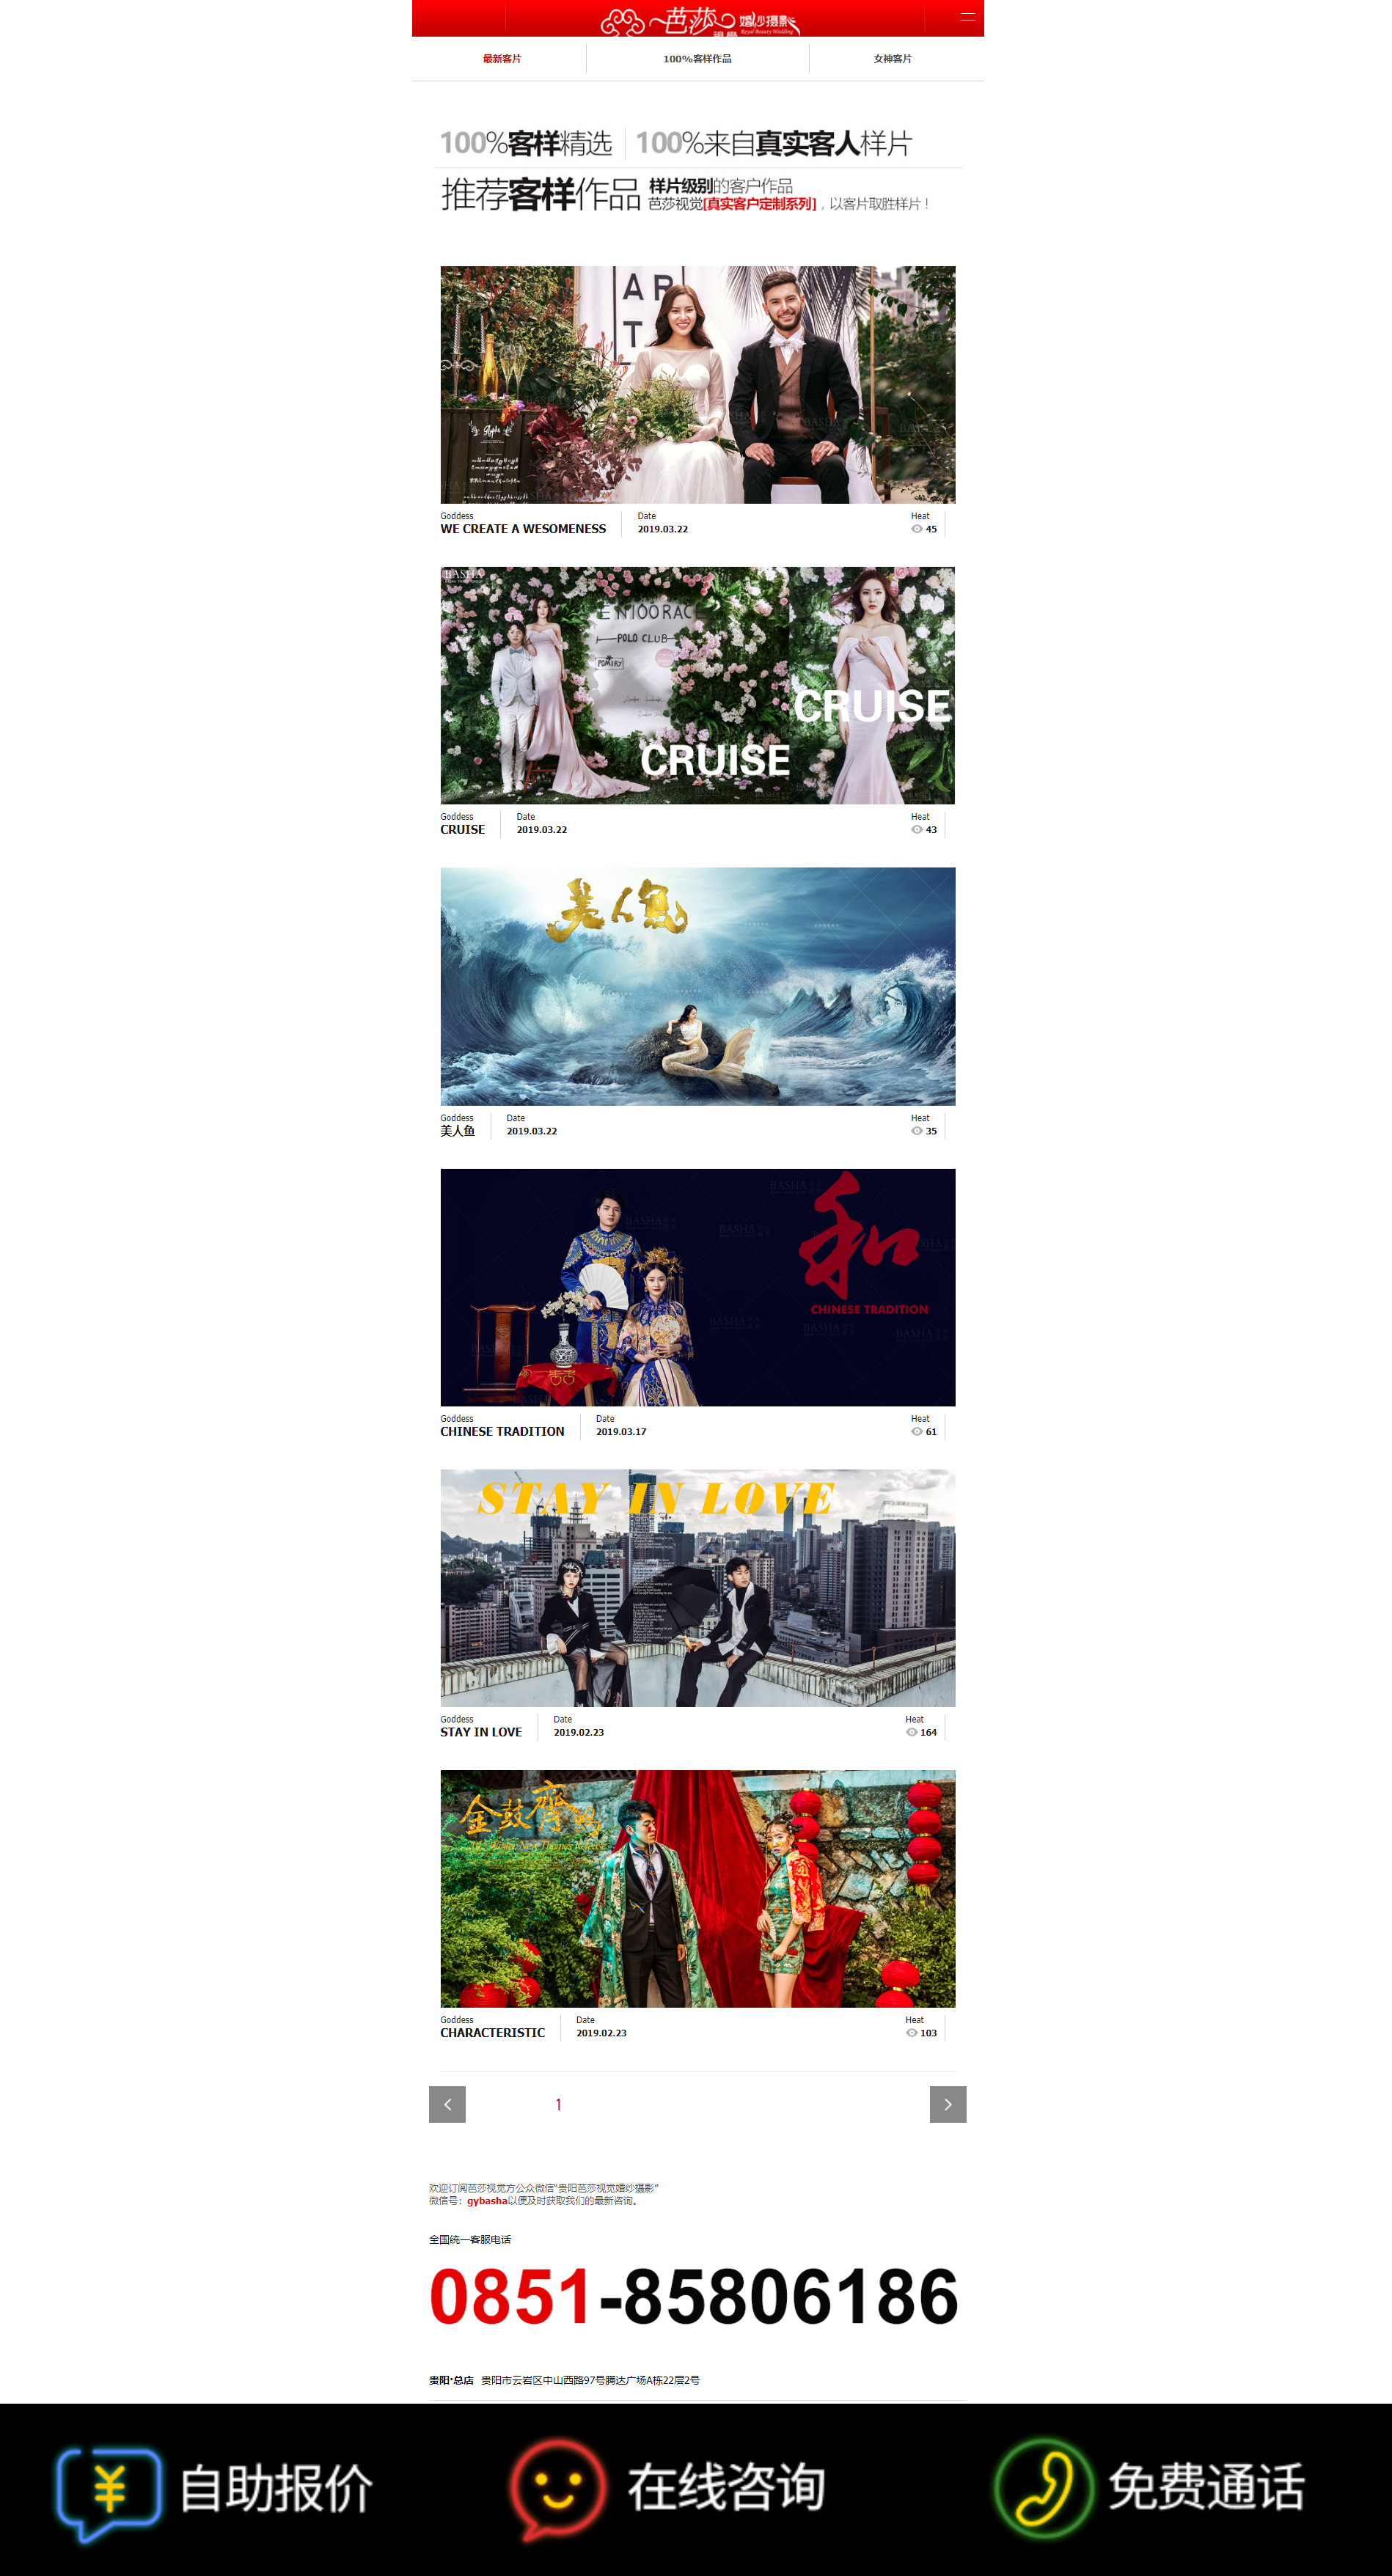 芭莎视觉 婚纱摄影
Royal Beauty Wedding
最新客片
100%客样作品
女神客片
100%客样精选 100%来自真实客人样片
推荐客样作品 样片级别的客户作品
芭莎视觉[真实客户定制系列]，以客片取胜样片！
AR
T
BASHA
Goddess
WE CREATE A WESOMENESS
Date
2019.03.22
Heat
45
BASHA
POLO CLUB
CRUISE
CRUISE
Goddess
CRUISE
Date
2019.03.22
Heat
43
美人鱼
Goddess
美人鱼
Date
2019.03.22
Heat
35
BASHA
和
CHINESE TRADITION
Goddess
CHINESE TRADITION
Date
2019.03.17
Heat
61
STAY IN LOVE
Goddess
STAY IN LOVE
Date
2019.02.23
Heat
164
金鼓齊鸣
Goddess
CHARACTERISTIC
Date
2019.02.23
Heat
103
1
欢迎订阅芭莎视觉方公众微信“贵阳芭莎视觉婚纱摄影”
微信号：gybasha以便及时获取我们的最新咨询。
全国统一客服电话
0851-85806186
贵阳·总店 贵阳市云岩区中山西路97号腾达广场A栋22层2号
自助报价
在线咨询
免费通话